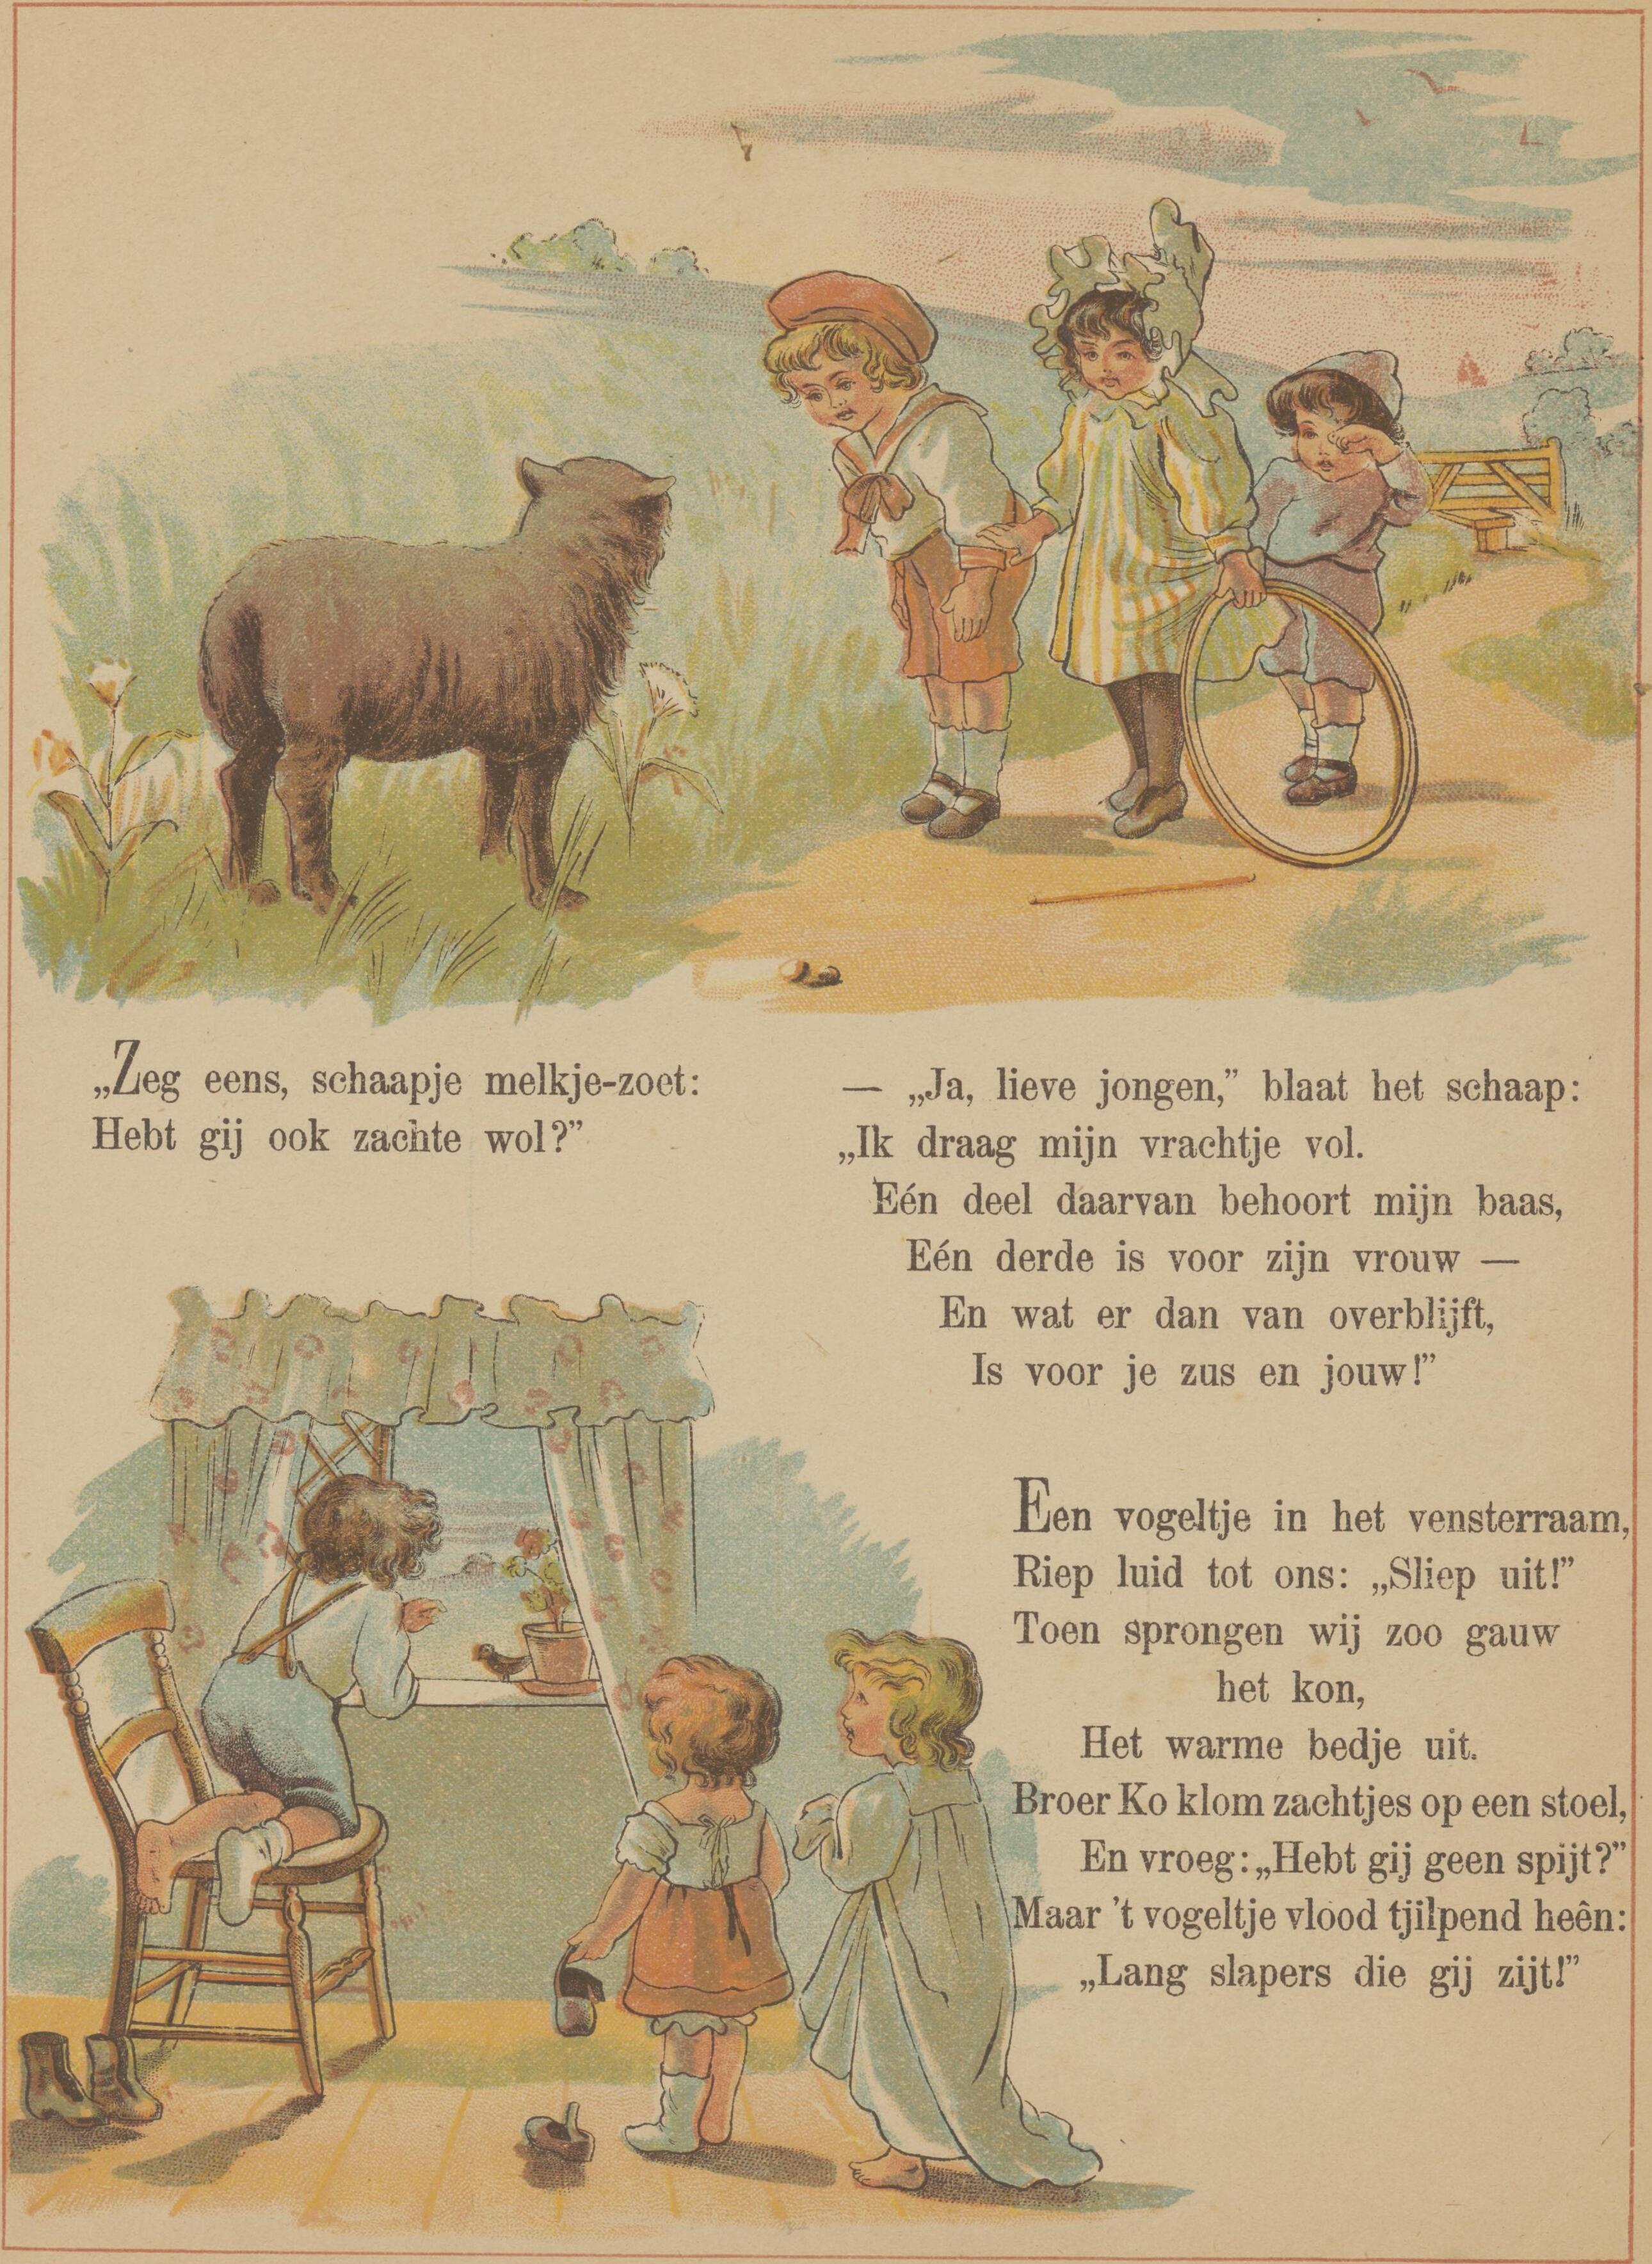 „Zeg eens, schaapje melkje-zoet:
Hebt gij ook zachte wol?”
— „Ja, lieve jongen,” blaat het schaap:
„Ik draag mijn vrachtje vol.
Eén deel daarvan behoort mijn baas,
Eén derde is voor zijn vrouw —
En wat er dan van overblijft,
Is voor je zus en jouw!”
Een vogeltje in het vensterraam,
Riep luid tot ons: „Sliep uit!”
Toen sprongen wij zoo gauw
het kon,
Het warme bedje uit.
Broer Ko klom zachtjes op een stoel,
En vroeg: „Hebt gij geen spijt?”
Maar 't vogeltje vlood tjilpend heên:
„Lang slapers die gij zijt!”